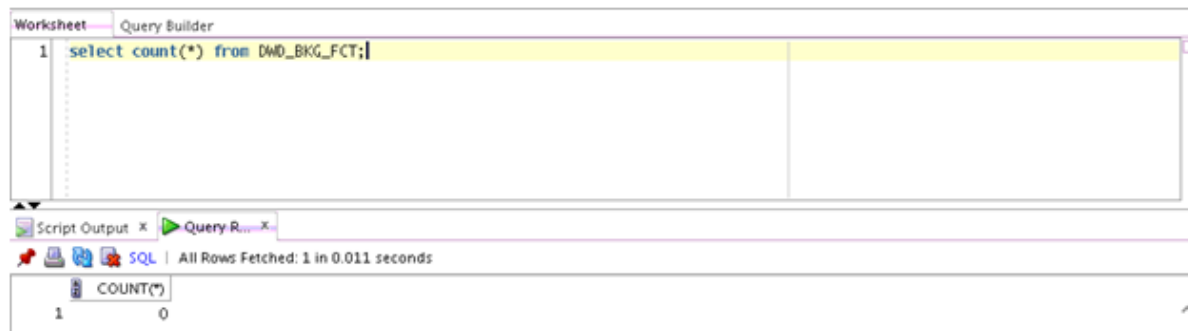 Worksheet Query Builder
1 select count(*) from DWD_BKG_FCT;
Script Output x Query R... x
SQL | All Rows Fetched: 1 in 0.011 seconds
COUNT(*)
1 0